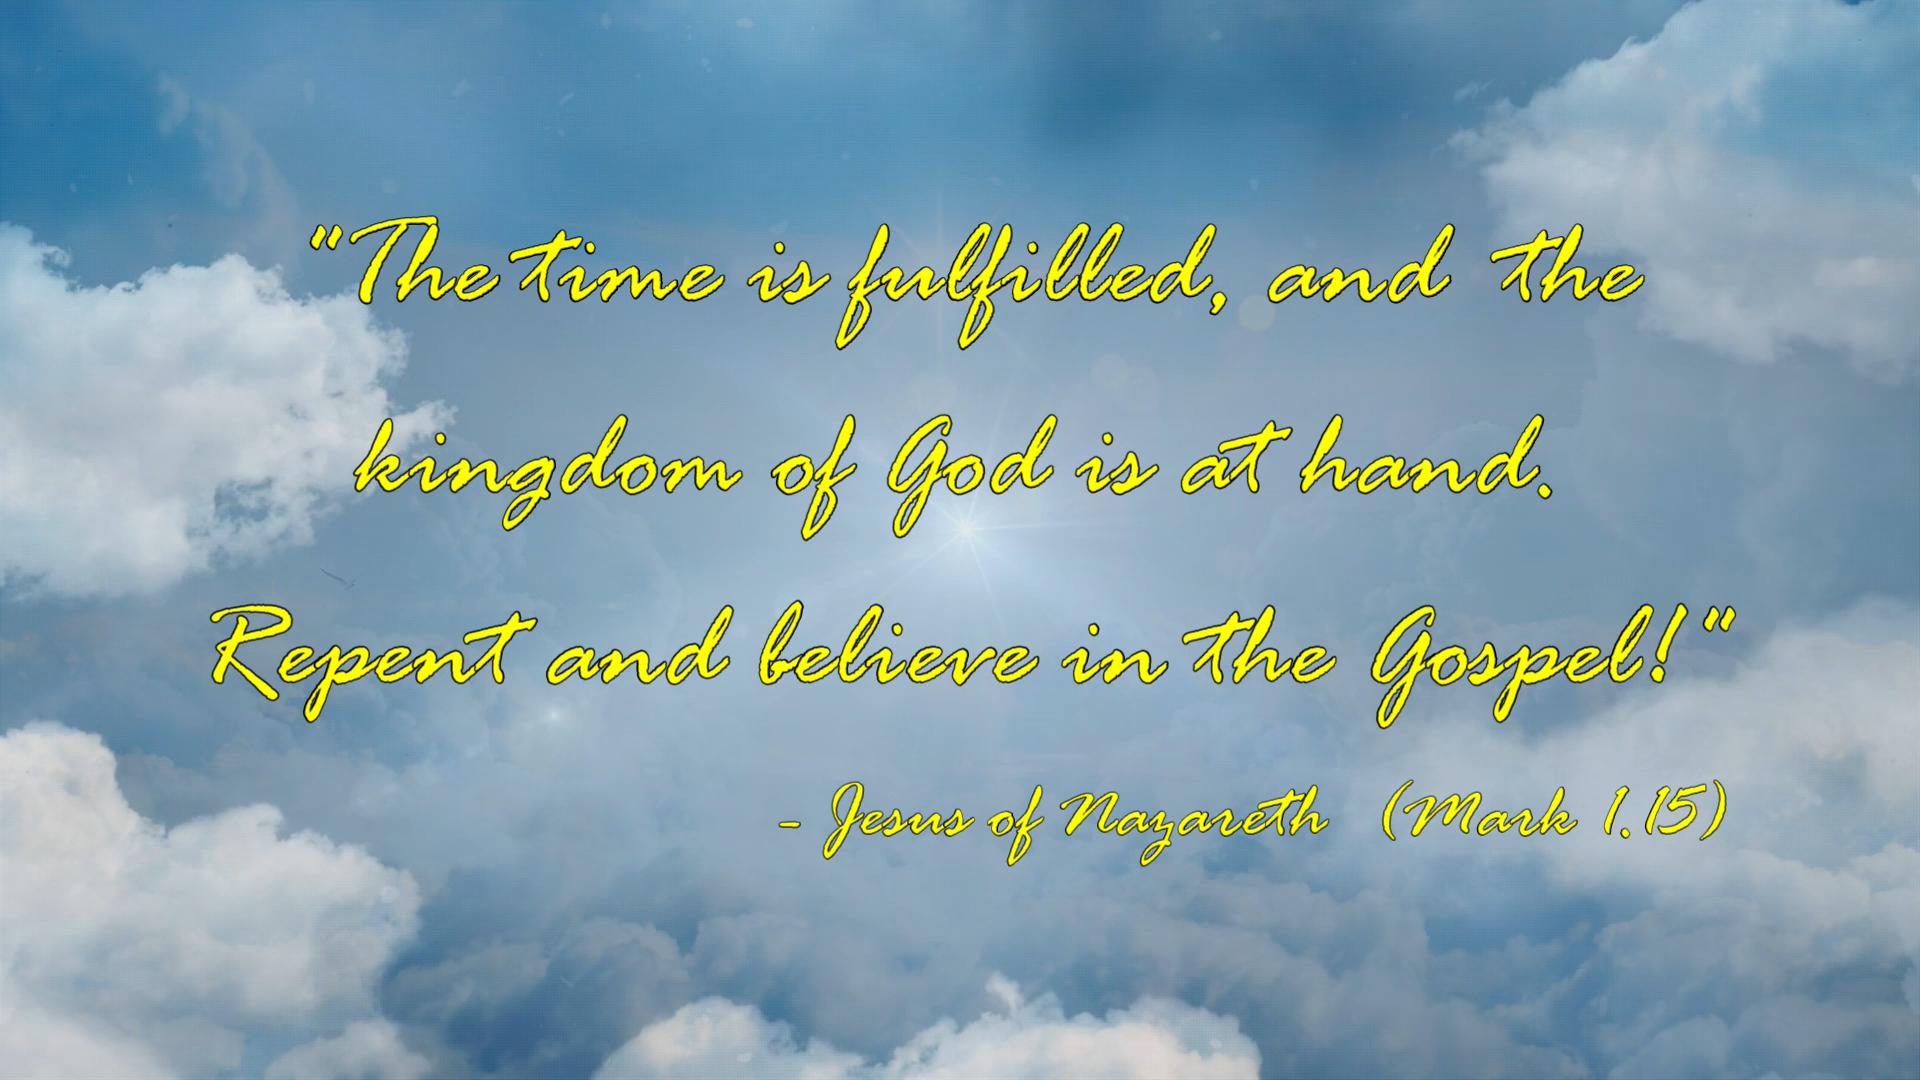 "The time is fulfilled, and the
kingdom of God is at hand.
Repent and believe in the Gospel!"
- Jesus of Nazareth (Mark 1.15)